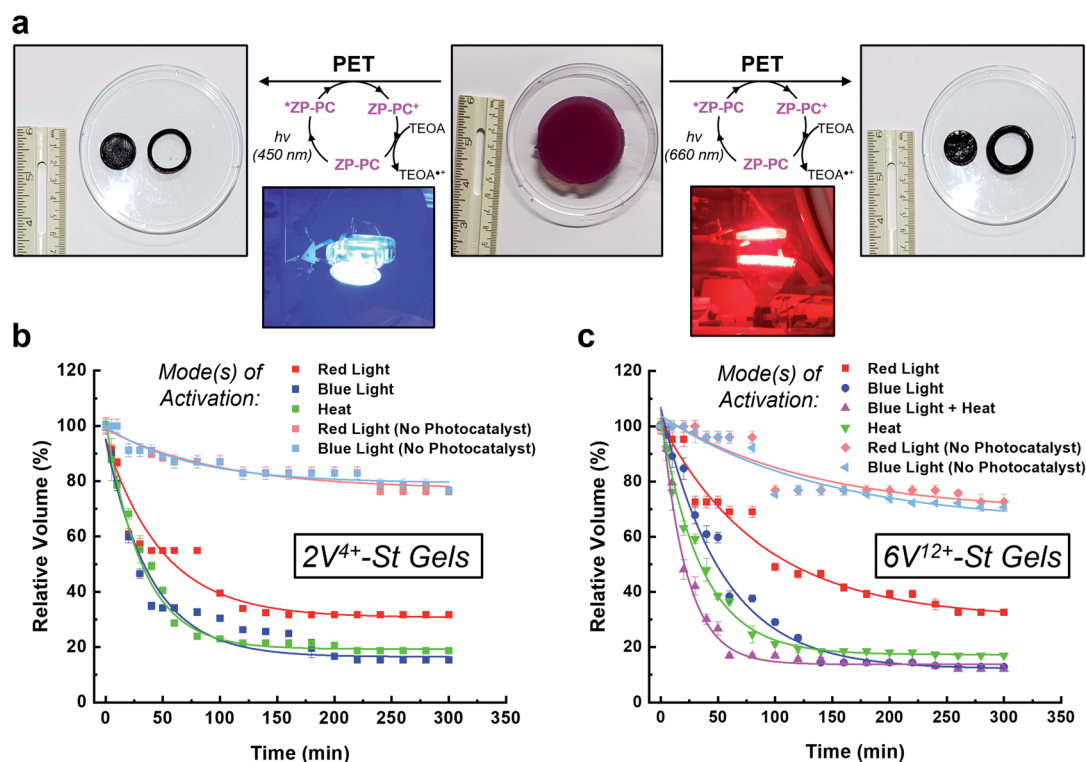 a
PET
*ZP-PC
ZP-PC⁺
hv
(450 nm)
TEOA
ZP-PC
TEOA•⁺
PET
*ZP-PC
ZP-PC⁺
hv
(660 nm)
TEOA
ZP-PC
TEOA•⁺
b
Mode(s) of
Activation:
Red Light
Blue Light
Heat
Red Light (No Photocatalyst)
Blue Light (No Photocatalyst)
2V⁴⁺-St Gels
Relative Volume (%)
120
100
80
60
40
20
0
0 50 100 150 200 250 300 350
Time (min)
c
Mode(s) of
Activation:
Red Light
Blue Light
Blue Light + Heat
Heat
Red Light (No Photocatalyst)
Blue Light (No Photocatalyst)
6V¹²⁺-St Gels
Relative Volume (%)
120
100
80
60
40
20
0
0 50 100 150 200 250 300 350
Time (min)